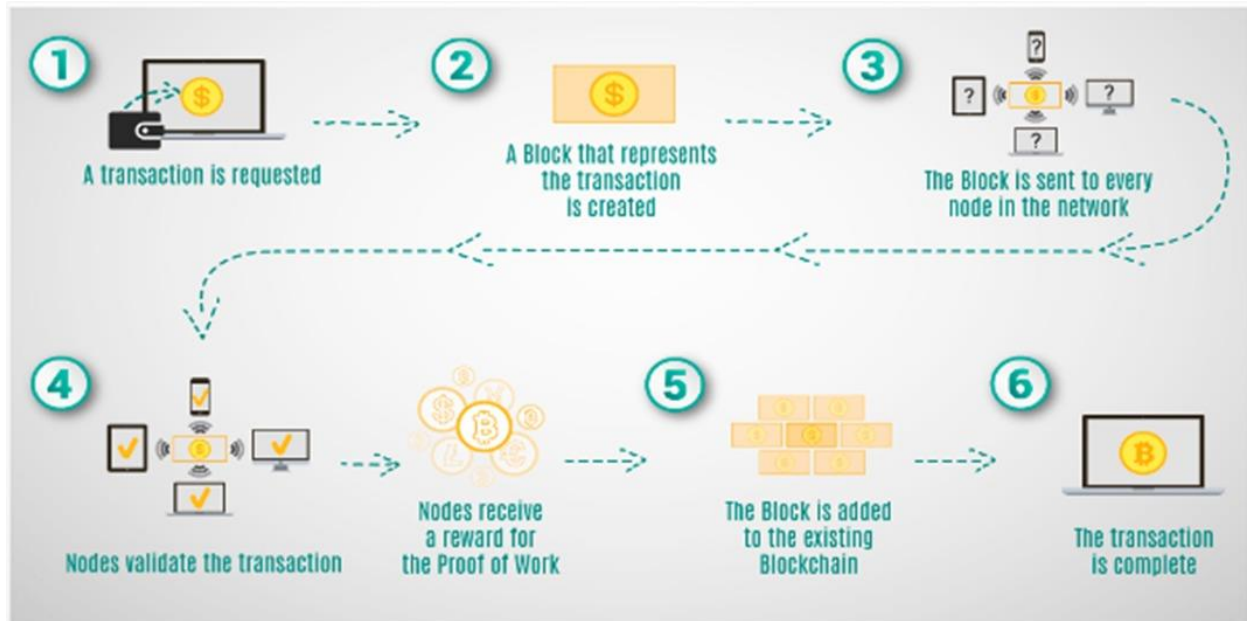 1
A transaction is requested
2
A Block that represents
the transaction
is created
3
The Block is sent to every
node in the network
4
Nodes validate the transaction
Nodes receive
a reward for
the Proof of Work
5
The Block is added
to the existing
Blockchain
6
The transaction
is complete